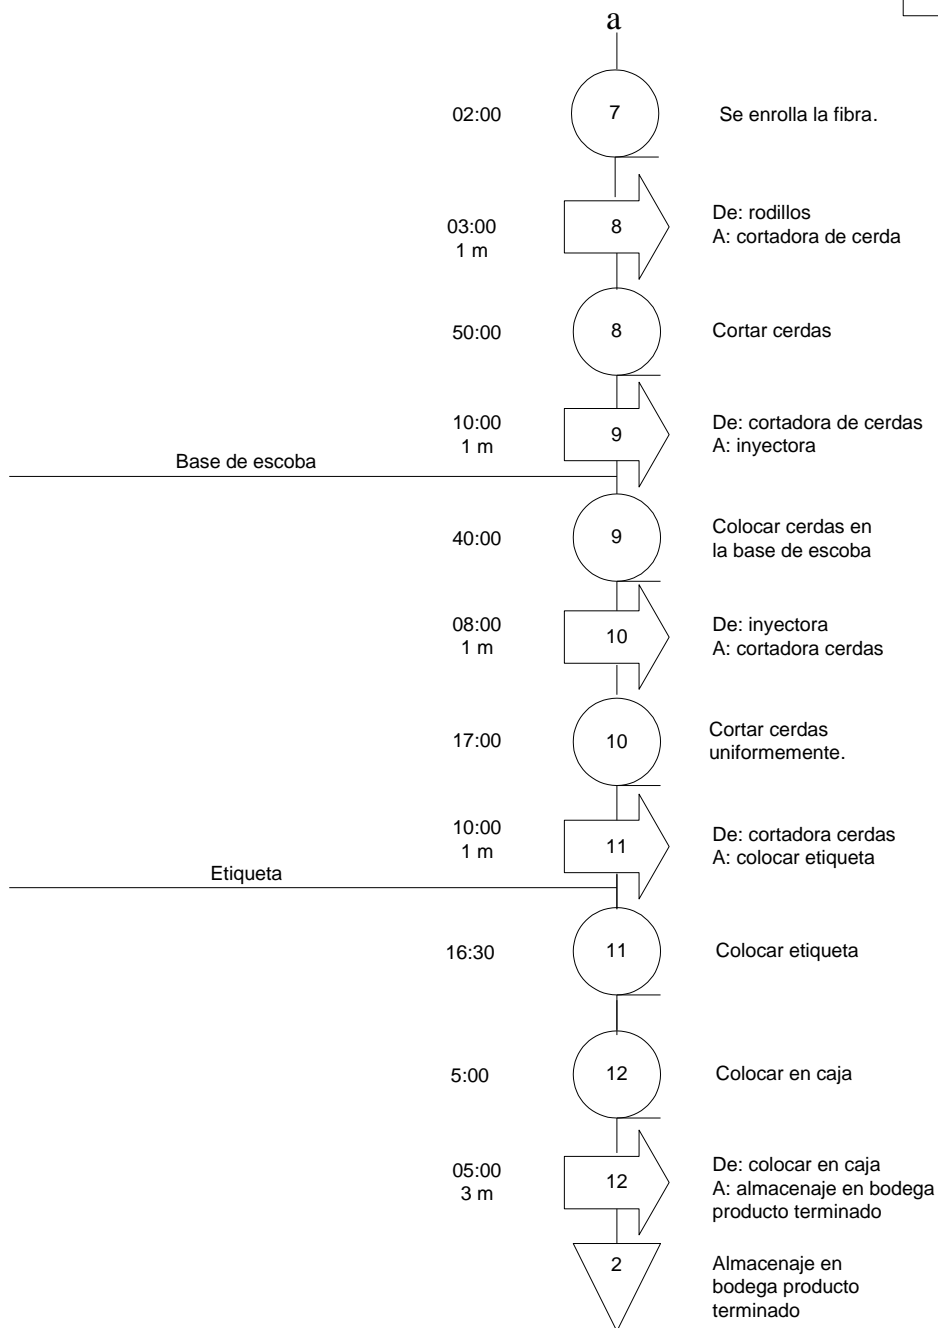 a
02:00
7
Se enrolla la fibra.
03:00
1 m
8
De: rodillos
A: cortadora de cerda
50:00
8
Cortar cerdas
10:00
1 m
9
De: cortadora de cerdas
A: inyectora
Base de escoba
40:00
9
Colocar cerdas en
la base de escoba
08:00
1 m
10
De: inyectora
A: cortadora cerdas
17:00
10
Cortar cerdas
uniformemente.
10:00
1 m
11
De: cortadora cerdas
A: colocar etiqueta
Etiqueta
16:30
11
Colocar etiqueta
5:00
12
Colocar en caja
05:00
3 m
12
De: colocar en caja
A: almacenaje en bodega
producto terminado
2
Almacenaje en
bodega producto
terminado